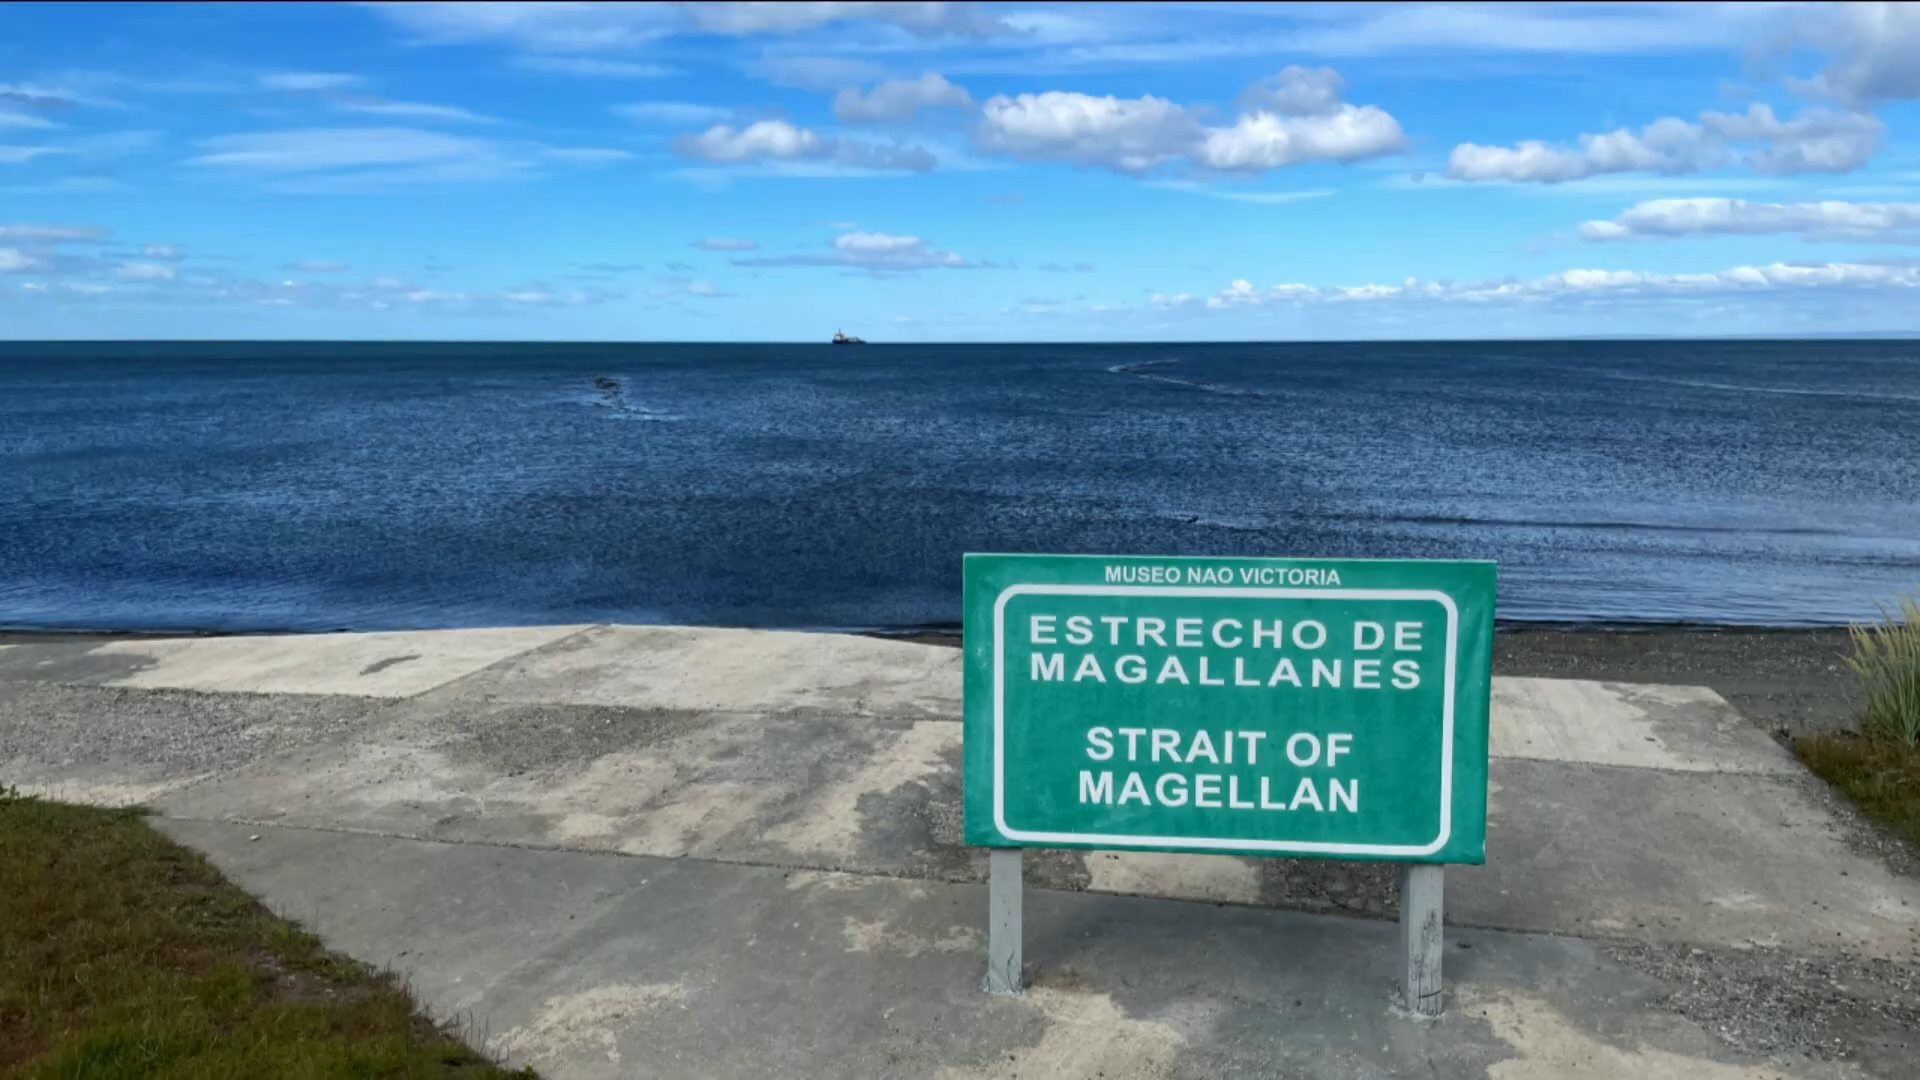 MUSEO NAO VICTORIA
ESTRECHO DE
MAGALLANES
STRAIT OF
MAGELLAN